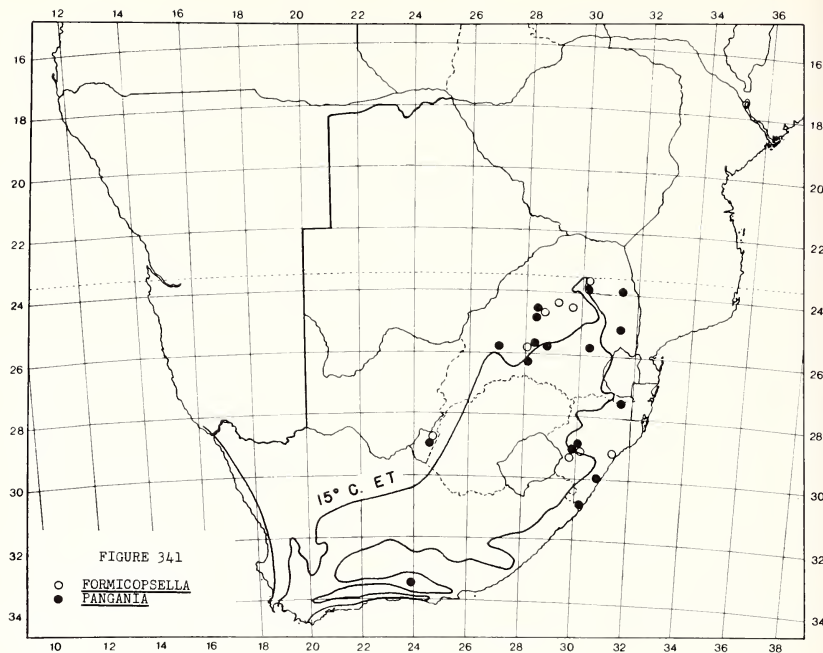 12 14 16 18 20 22 24 26 28 30 32 34 36
16 16
18 18
20 20
22 22
24 24
26 26
28 28
15° C. ET
30 30
32 32
FIGURE 341
FORMICOPSELLA
PANGANIA
34 34
10 12 14 16 18 20 22 24 26 28 30 32 34 36 38